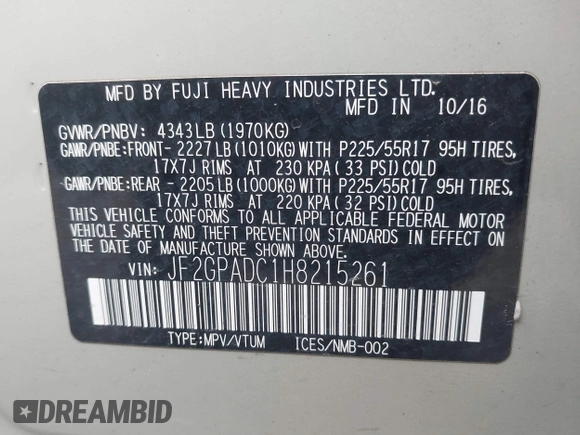 MFD BY FUJI HEAVY INDUSTRIES LTD.
MFD IN 10/16
GVWR/PNBV: 4343LB (1970KG)
GAWR/PNBE:FRONT- 2227LB (1010KG) WITH P225/55R17 95H TIRES,
17X7J RIMS AT 230 KPA (33 PSI) COLD
GAWR/PNBE:REAR - 2205LB (1000KG) WITH P225/55R17 95H TIRES,
17X7J RIMS AT 220 KPA (32 PSI) COLD
THIS VEHICLE CONFORMS TO ALL APPLICABLE FEDERAL MOTOR
VEHICLE SAFETY AND THEFT PREVENTION STANDARDS IN EFFECT ON
THE DATE OF MANUFACTURE SHOWN ABOVE.
VIN: JF2GPADC1H8215261
TYPE:MPV/VTUM ICES/NMB-002
DREAMBID